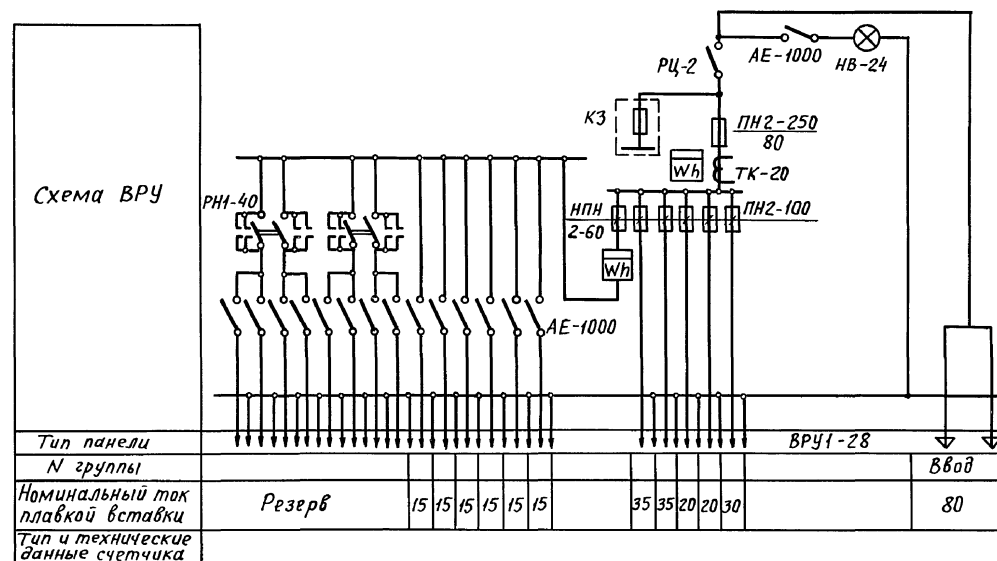 АЕ-1000
НВ-24
РЦ-2
КЗ
ПН2-250
80
Wh
ТК-20
Схема ВРУ
РН1-40
НПН
2-60
ПН2-100
Wh
АЕ-1000
Тип панели
ВРУ1-28
N группы
Ввод
Номинальный ток
плавкой вставки
Резерв
15 15 15 15 15 15
35 35 20 20 30
80
Тип и технические
данные счетчика